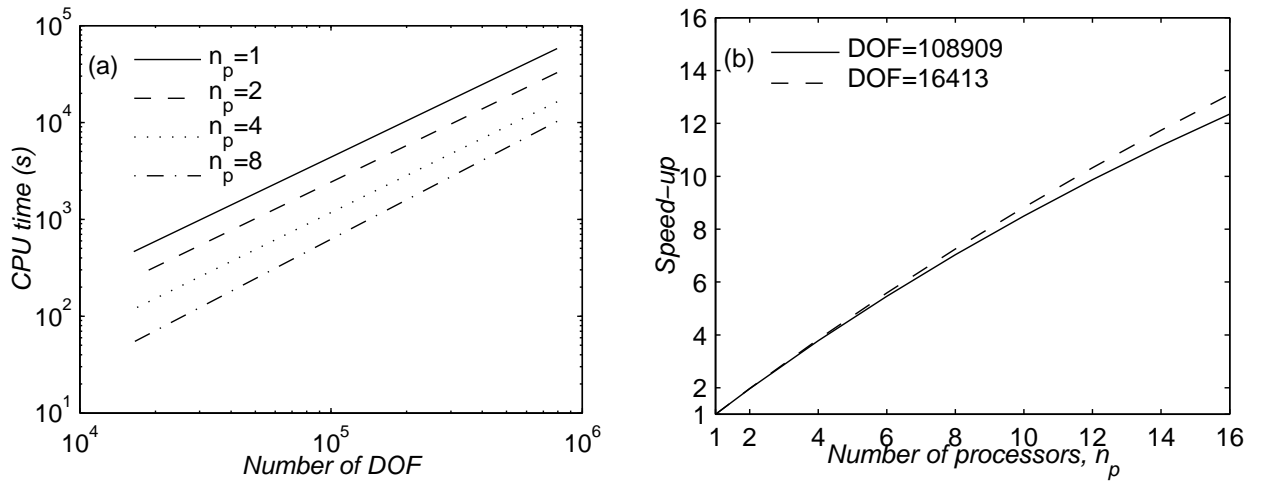 10^5
(a)
n_p=1
n_p=2
10^4
n_p=4
n_p=8
10^3
10^2
10^1
CPU time (s)
10^4
10^5
10^6
Number of DOF
16
(b)
DOF=108909
DOF=16413
14
12
10
8
6
4
2
1
Speed−up
1 2 4 6 8 10 12 14 16
Number of processors, n_p